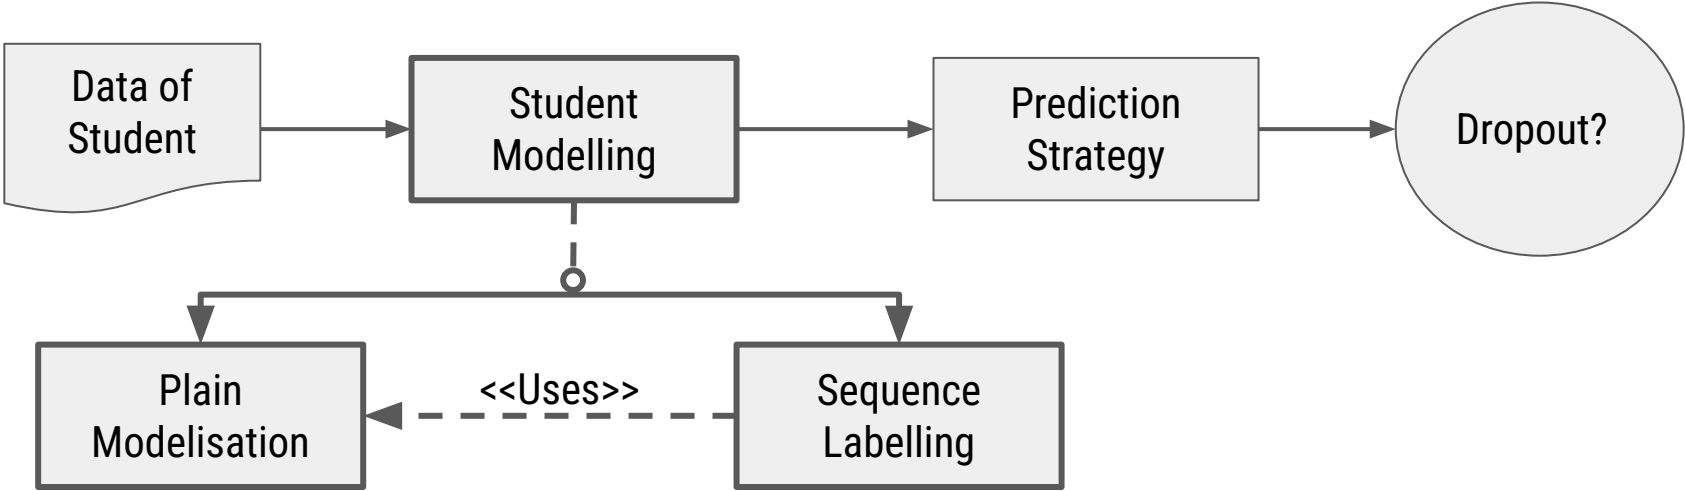 Data of
Student
Student
Modelling
Prediction
Strategy
Dropout?
Plain
Modelisation
<<Uses>>
Sequence
Labelling